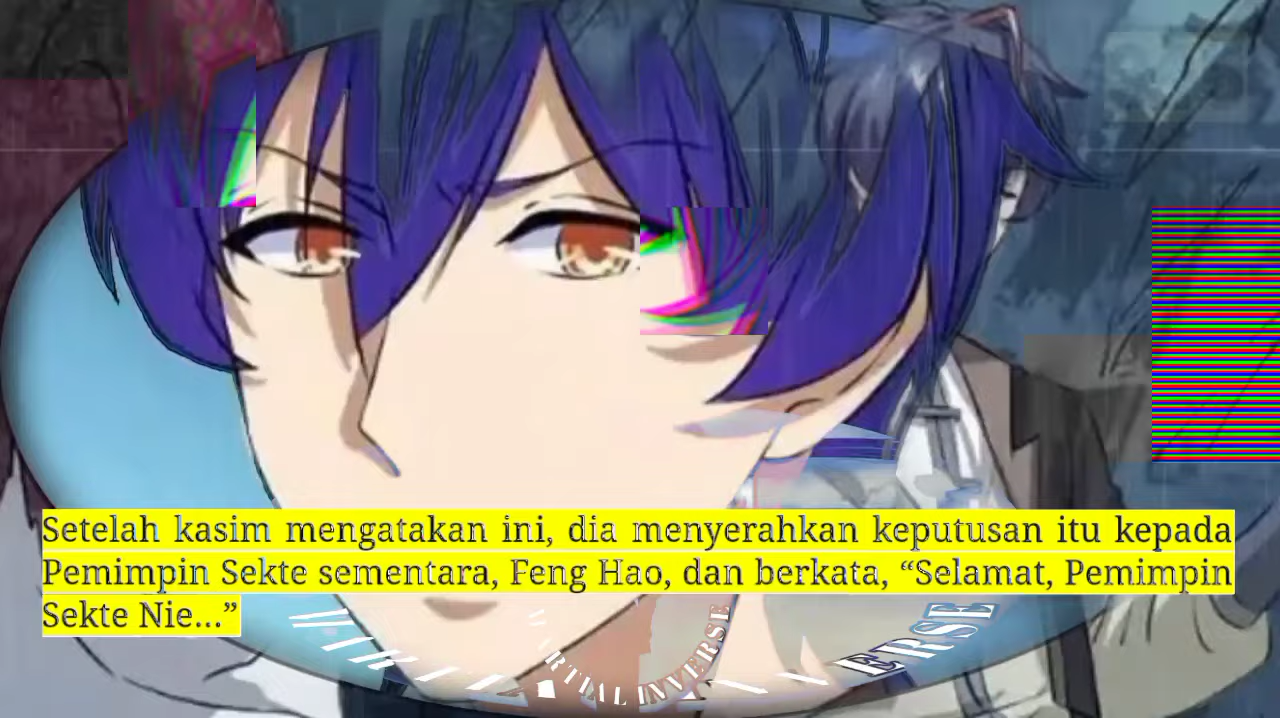 Setelah kasim mengatakan ini, dia menyerahkan keputusan itu kepada
Pemimpin Sekte sementara, Feng Hao, dan berkata, “Selamat, Pemimpin
Sekte Nie...”
INVERSE